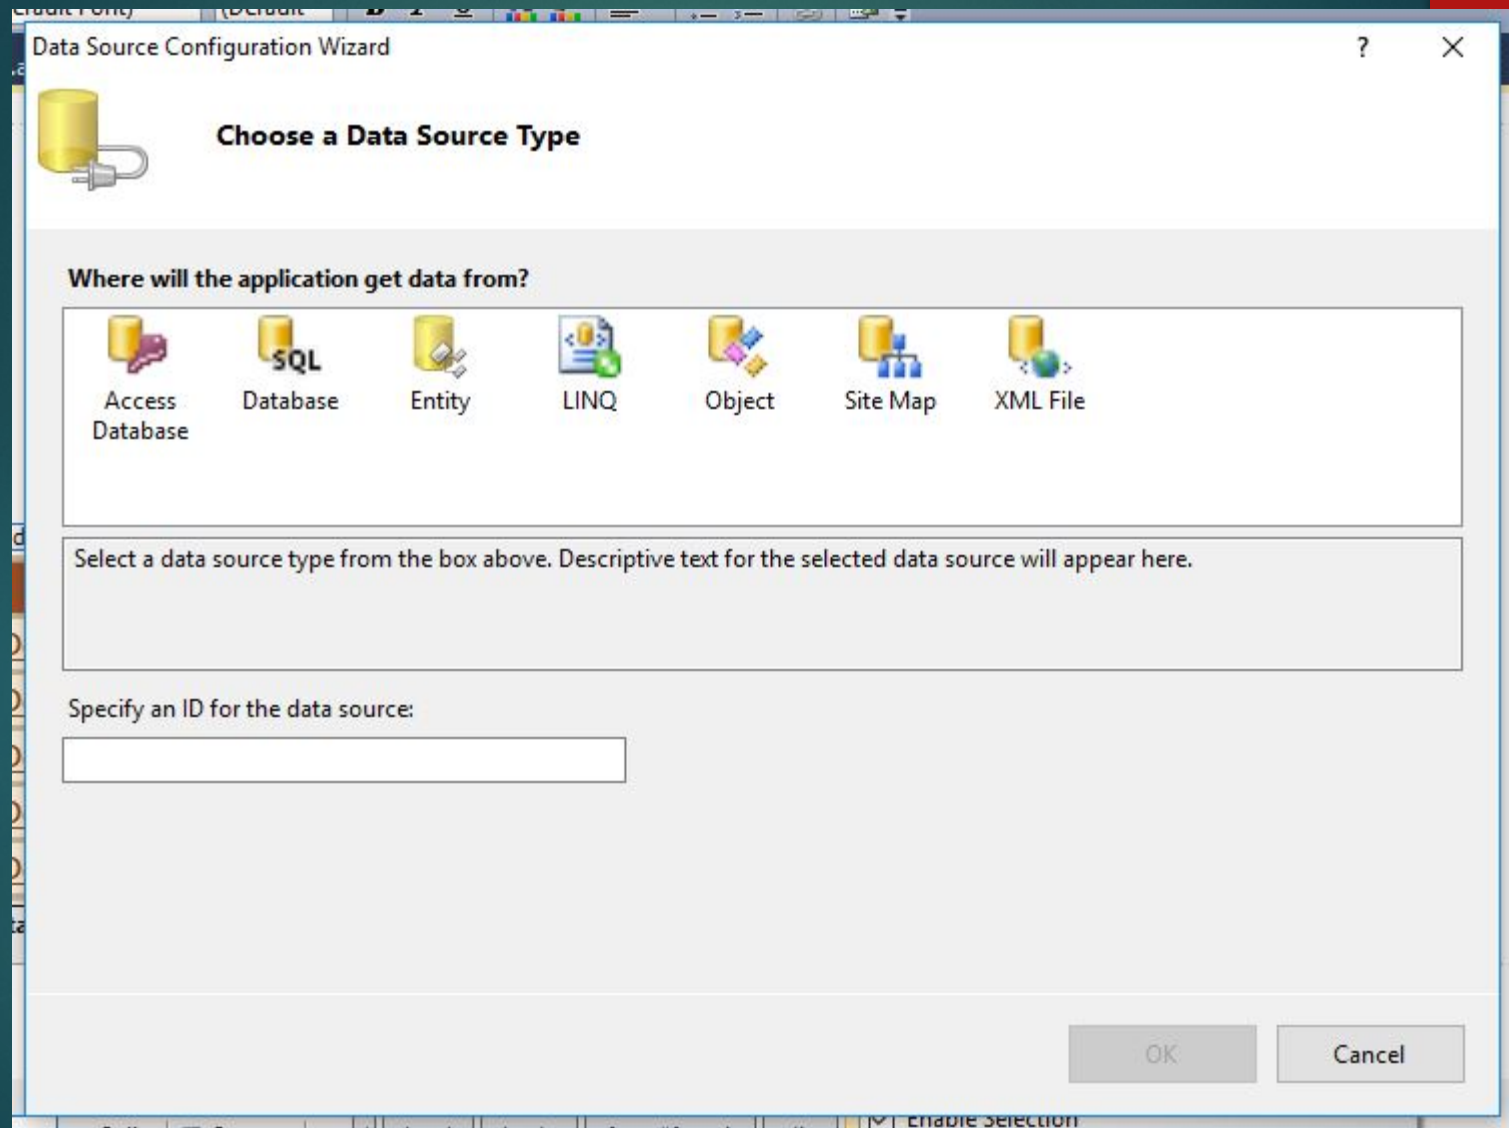 (Default
Data Source Configuration Wizard ?
Choose a Data Source Type
Where will the application get data from?
Access Database
SQL
Database
Entity
LINQ
Object
Site Map
XML File
Select a data source type from the box above. Descriptive text for the selected data source will appear here.
Specify an ID for the data source:
OK
Cancel
Enable Selection